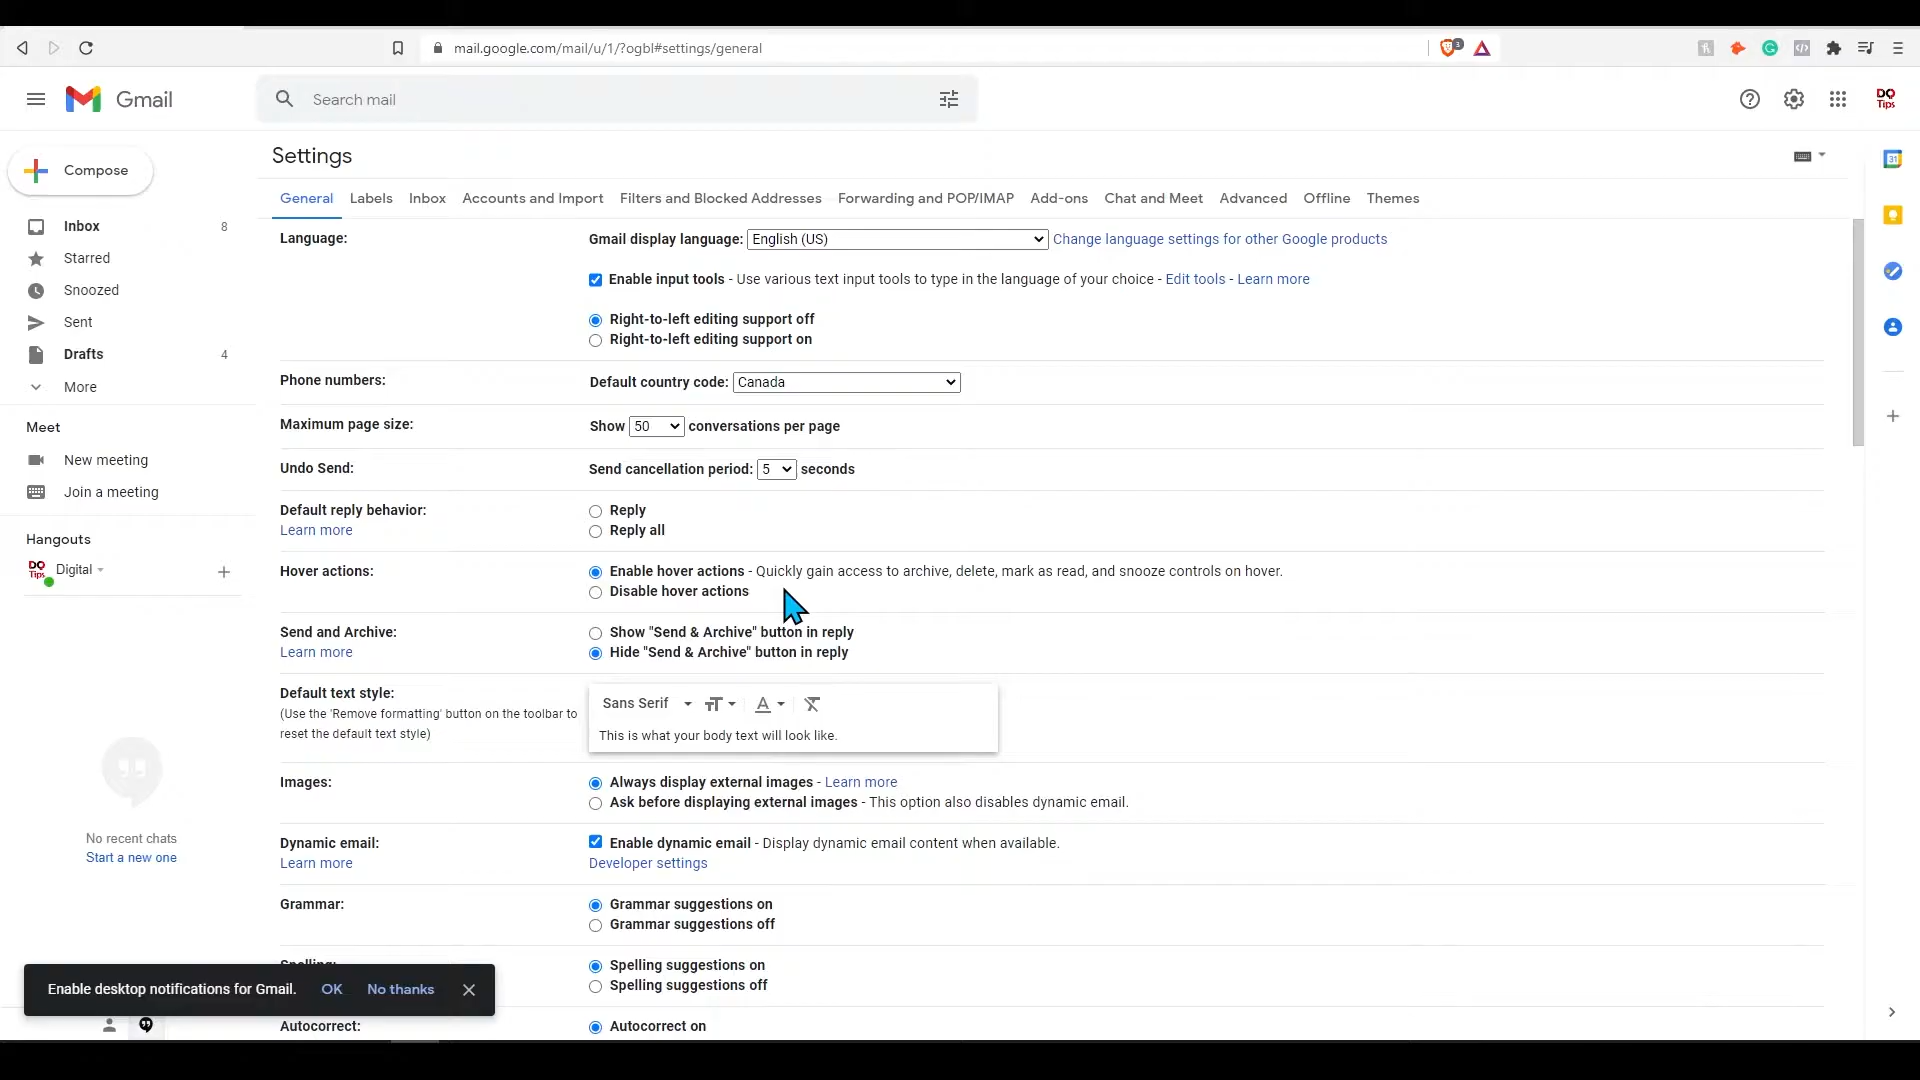 mail.google.com/mail/u/1/?ogbl#settings/general
3
Gmail
Search mail
DQ Tips
Compose
Inbox 8
Starred
Snoozed
Sent
Drafts 4
More
Meet
New meeting
Join a meeting
Hangouts
DQ Tips Digital
No recent chats
Start a new one
Settings
General Labels Inbox Accounts and Import Filters and Blocked Addresses Forwarding and POP/IMAP Add-ons Chat and Meet Advanced Offline Themes
Language: Gmail display language: English (US) Change language settings for other Google products
Enable input tools - Use various text input tools to type in the language of your choice - Edit tools - Learn more
Right-to-left editing support off
Right-to-left editing support on
Phone numbers: Default country code: Canada
Maximum page size: Show 50 conversations per page
Undo Send: Send cancellation period: 5 seconds
Default reply behavior: Reply
Learn more Reply all
Hover actions: Enable hover actions - Quickly gain access to archive, delete, mark as read, and snooze controls on hover.
Disable hover actions
Send and Archive: Show "Send & Archive" button in reply
Learn more Hide "Send & Archive" button in reply
Default text style:
(Use the 'Remove formatting' button on the toolbar to
reset the default text style)
Sans Serif
This is what your body text will look like.
Images: Always display external images - Learn more
Ask before displaying external images - This option also disables dynamic email.
Dynamic email: Enable dynamic email - Display dynamic email content when available.
Learn more Developer settings
Grammar: Grammar suggestions on
Grammar suggestions off
Spelling: Spelling suggestions on
Spelling suggestions off
Autocorrect: Autocorrect on
Enable desktop notifications for Gmail. OK No thanks
31